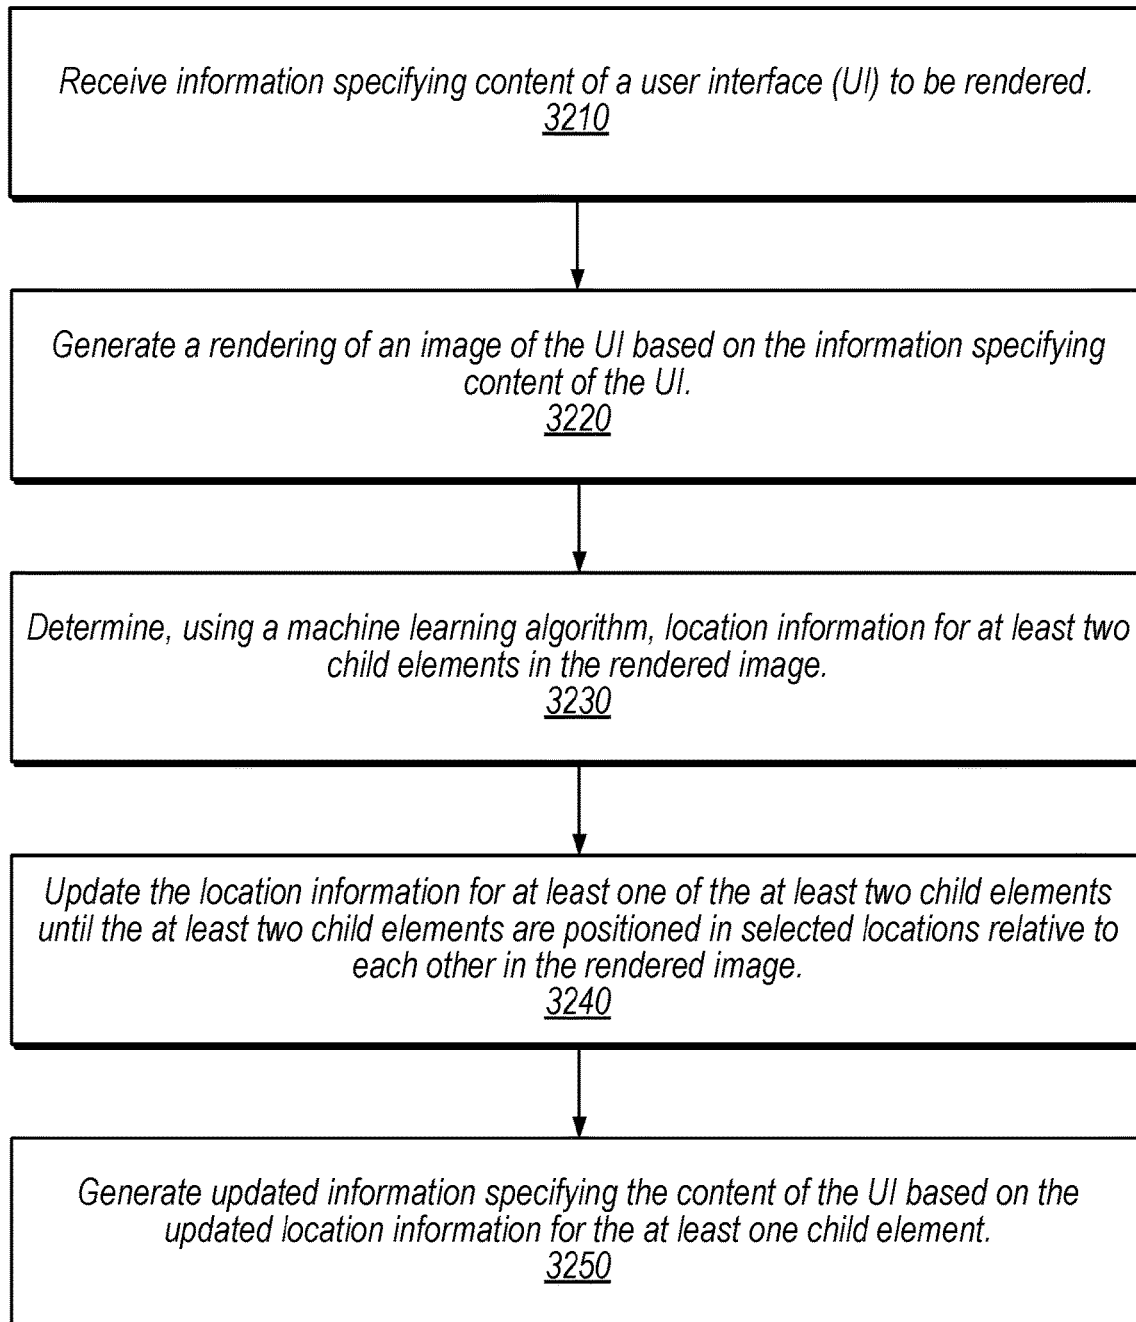 Receive information specifying content of a user interface (UI) to be rendered.
3210
Generate a rendering of an image of the UI based on the information specifying
content of the UI.
3220
Determine, using a machine learning algorithm, location information for at least two
child elements in the rendered image.
3230
Update the location information for at least one of the at least two child elements
until the at least two child elements are positioned in selected locations relative to
each other in the rendered image.
3240
Generate updated information specifying the content of the UI based on the
updated location information for the at least one child element.
3250